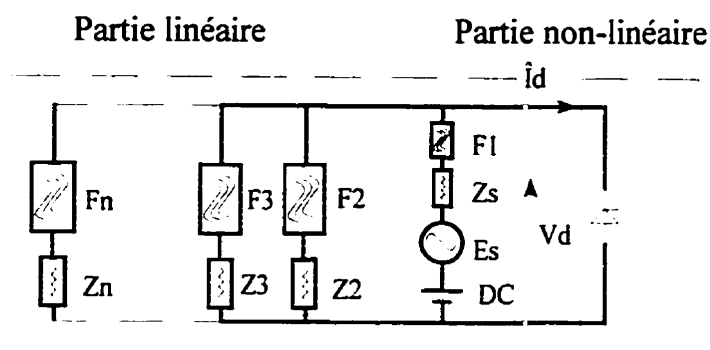 Partie linéaire Partie non-linéaire
Îd
F1
Fn F3 F2 Zs
Vd
Es
Zn Z3 Z2 DC